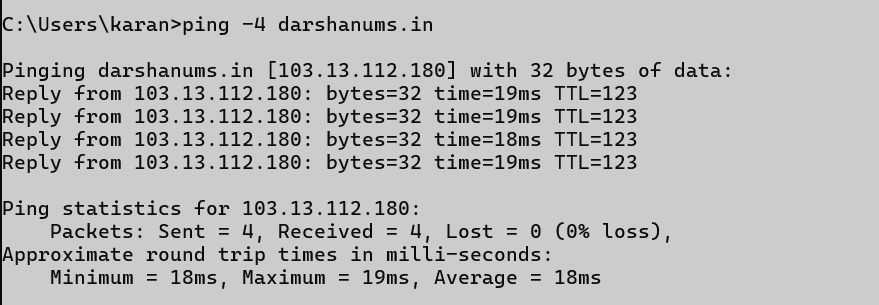 C:\Users\karan>ping -4 darshanums.in
Pinging darshanums.in [103.13.112.180] with 32 bytes of data:
Reply from 103.13.112.180: bytes=32 time=19ms TTL=123
Reply from 103.13.112.180: bytes=32 time=19ms TTL=123
Reply from 103.13.112.180: bytes=32 time=18ms TTL=123
Reply from 103.13.112.180: bytes=32 time=19ms TTL=123
Ping statistics for 103.13.112.180:
    Packets: Sent = 4, Received = 4, Lost = 0 (0% loss),
Approximate round trip times in milli-seconds:
    Minimum = 18ms, Maximum = 19ms, Average = 18ms